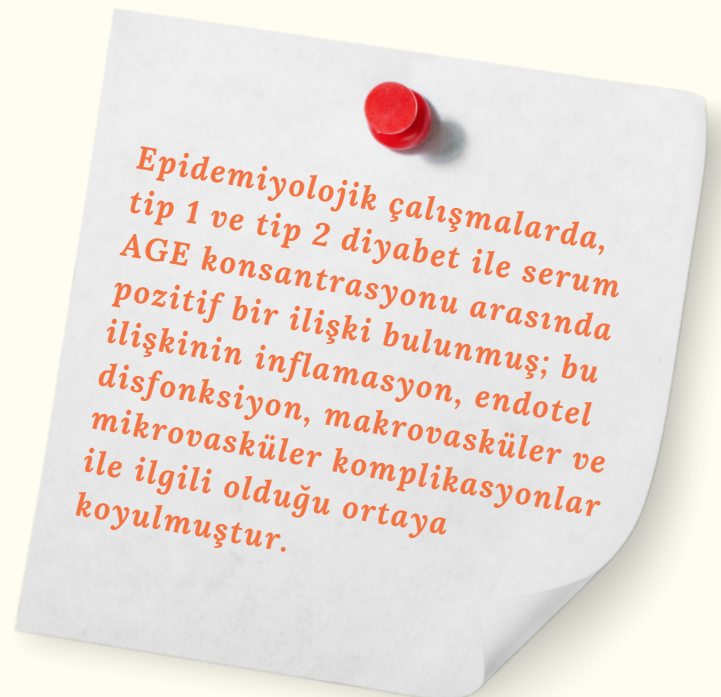 Epidemiyolojik çalışmalarda,
tip 1 ve tip 2 diyabet ile serum
AGE konsantrasyonu arasında
pozitif bir ilişki bulunmuş; bu
ilişkinin inflamasyon, endotel
disfonksiyon, makrovasküler ve
mikrovasküler komplikasyonlar
ile ilgili olduğu ortaya
koyulmuştur.